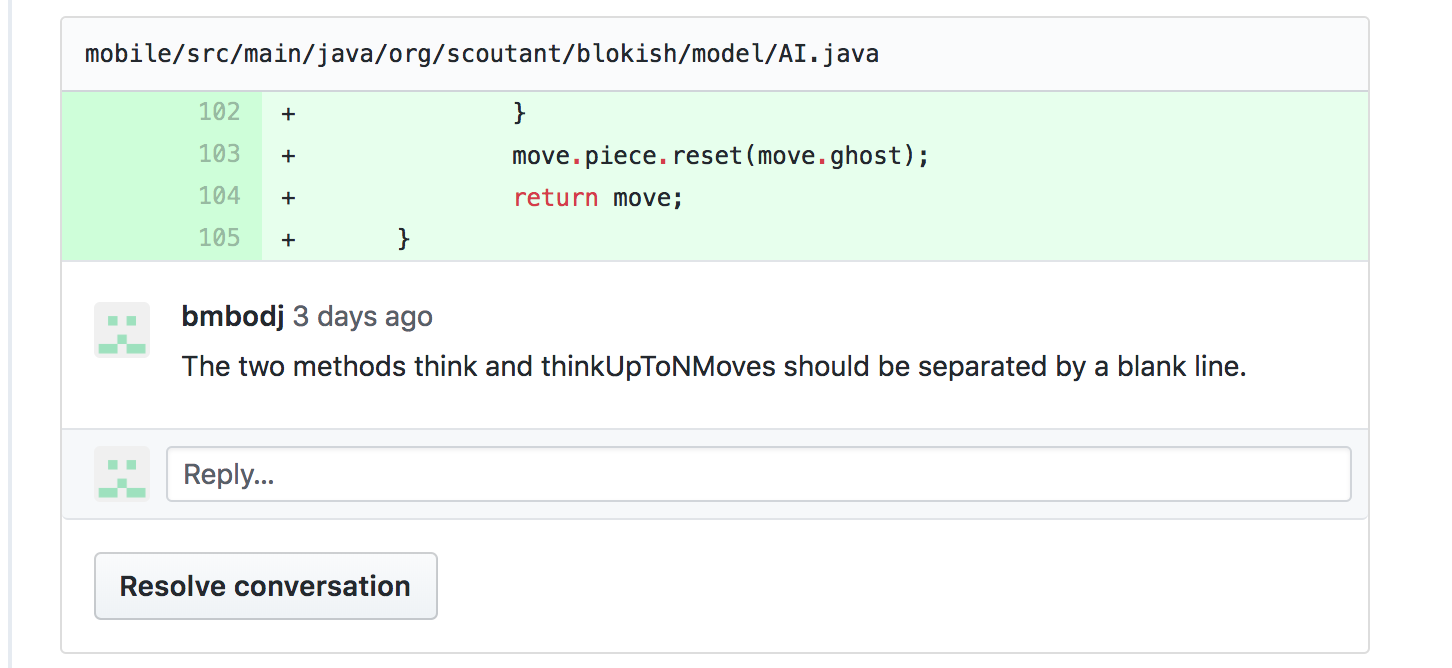 mobile/src/main/java/org/scoutant/blokish/model/AI.java
102 + }
103 + move.piece.reset(move.ghost);
104 + return move;
105 + }
bmbodj 3 days ago
The two methods think and thinkUpToNMoves should be separated by a blank line.
Reply...
Resolve conversation